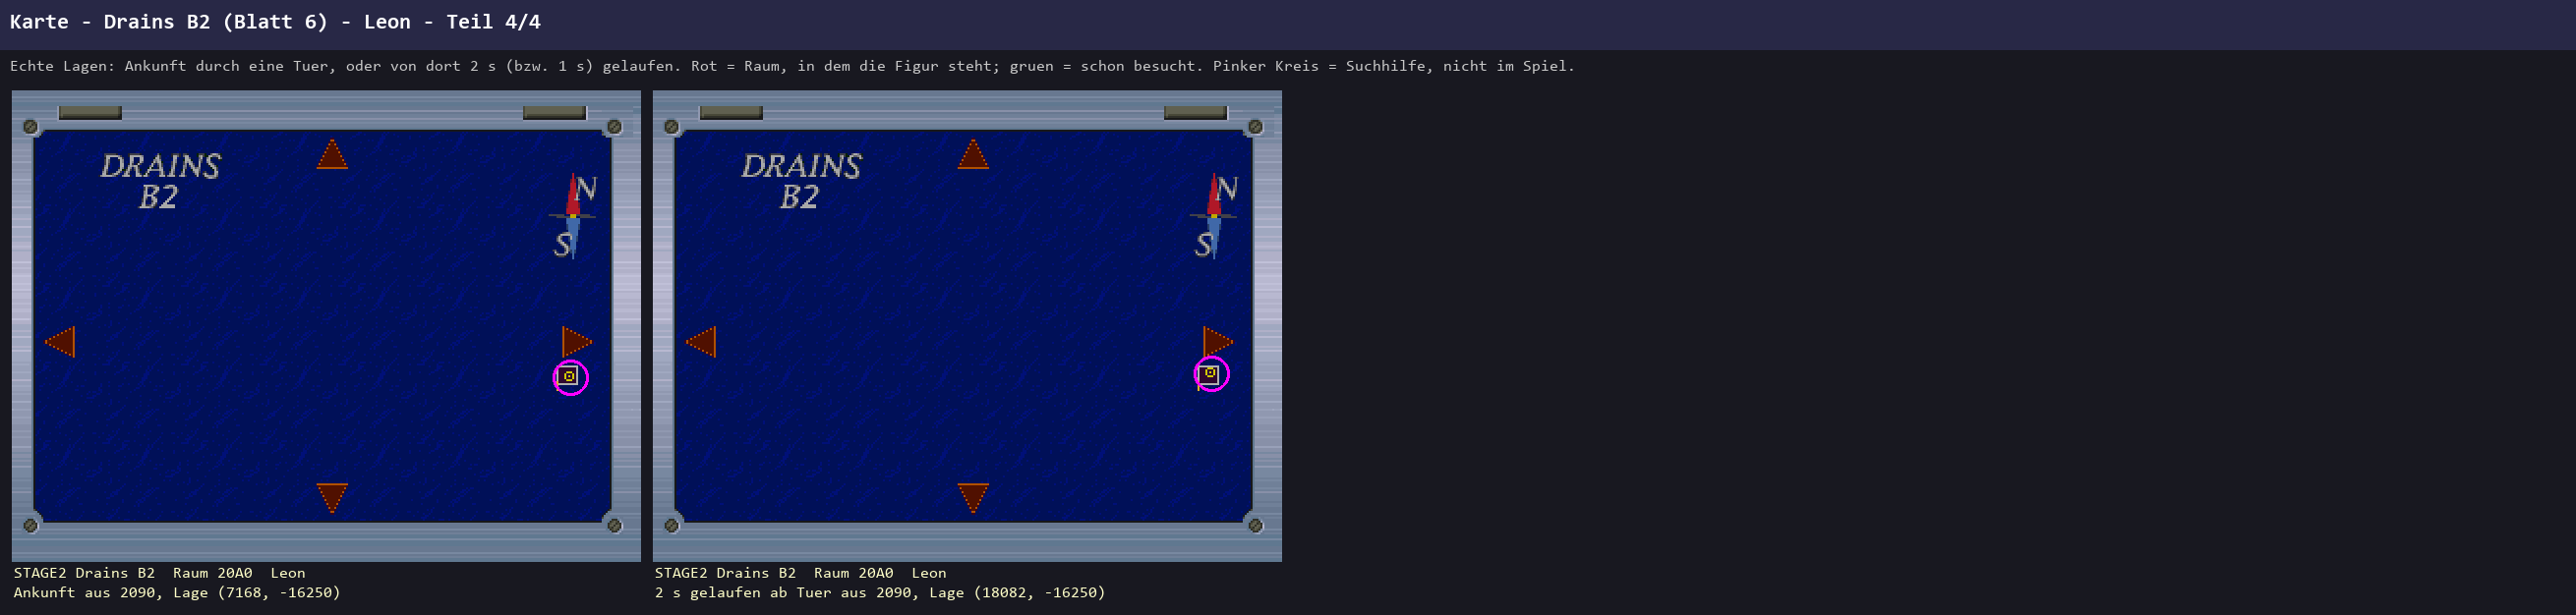 Karte - Drains B2 (Blatt 6) - Leon - Teil 4/4
Echte Lagen: Ankunft durch eine Tuer, oder von dort 2 s (bzw. 1 s) gelaufen. Rot = Raum, in dem die Figur steht; gruen = schon besucht. Pinker Kreis = Suchhilfe, nicht im Spiel.
DRAINS
B2
N
S
STAGE2 Drains B2  Raum 20A0  Leon
Ankunft aus 2090, Lage (7168, -16250)
DRAINS
B2
N
S
STAGE2 Drains B2  Raum 20A0  Leon
2 s gelaufen ab Tuer aus 2090, Lage (18082, -16250)